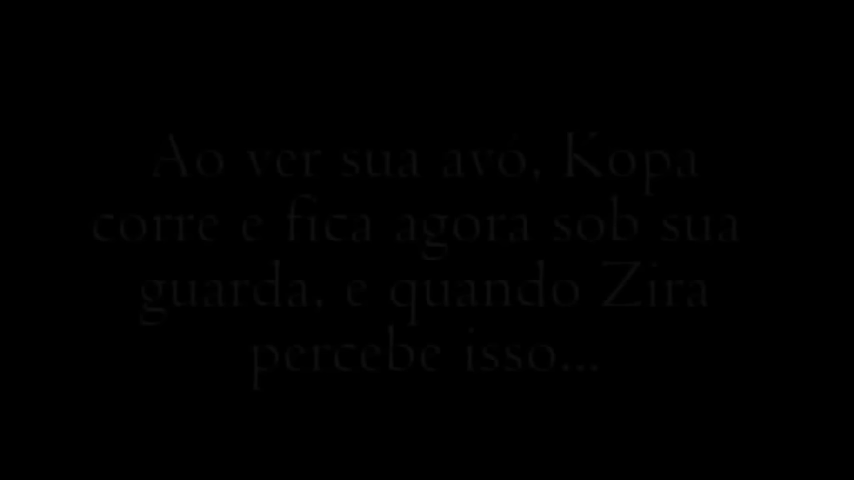 Ao ver sua avó, Kopa
corre e fica agora sob sua
guarda, e quando Zira
percebe isso...